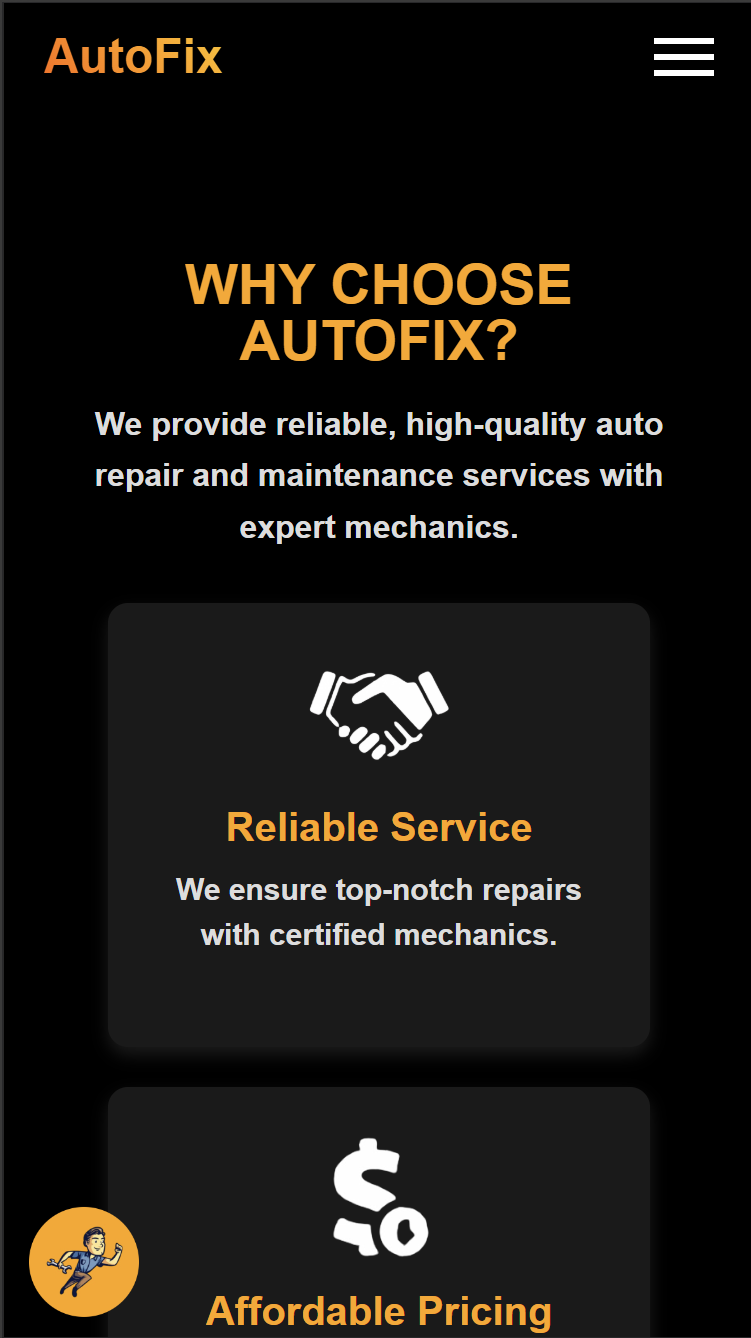 AutoFix
WHY CHOOSE
AUTOFIX?
We provide reliable, high-quality auto
repair and maintenance services with
expert mechanics.
Reliable Service
We ensure top-notch repairs
with certified mechanics.
Affordable Pricing